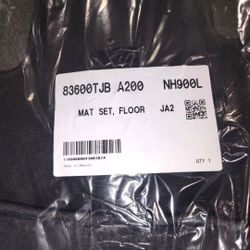 83600TJB A200 NH900L
MAT SET, FLOOR JA2
QTY 1